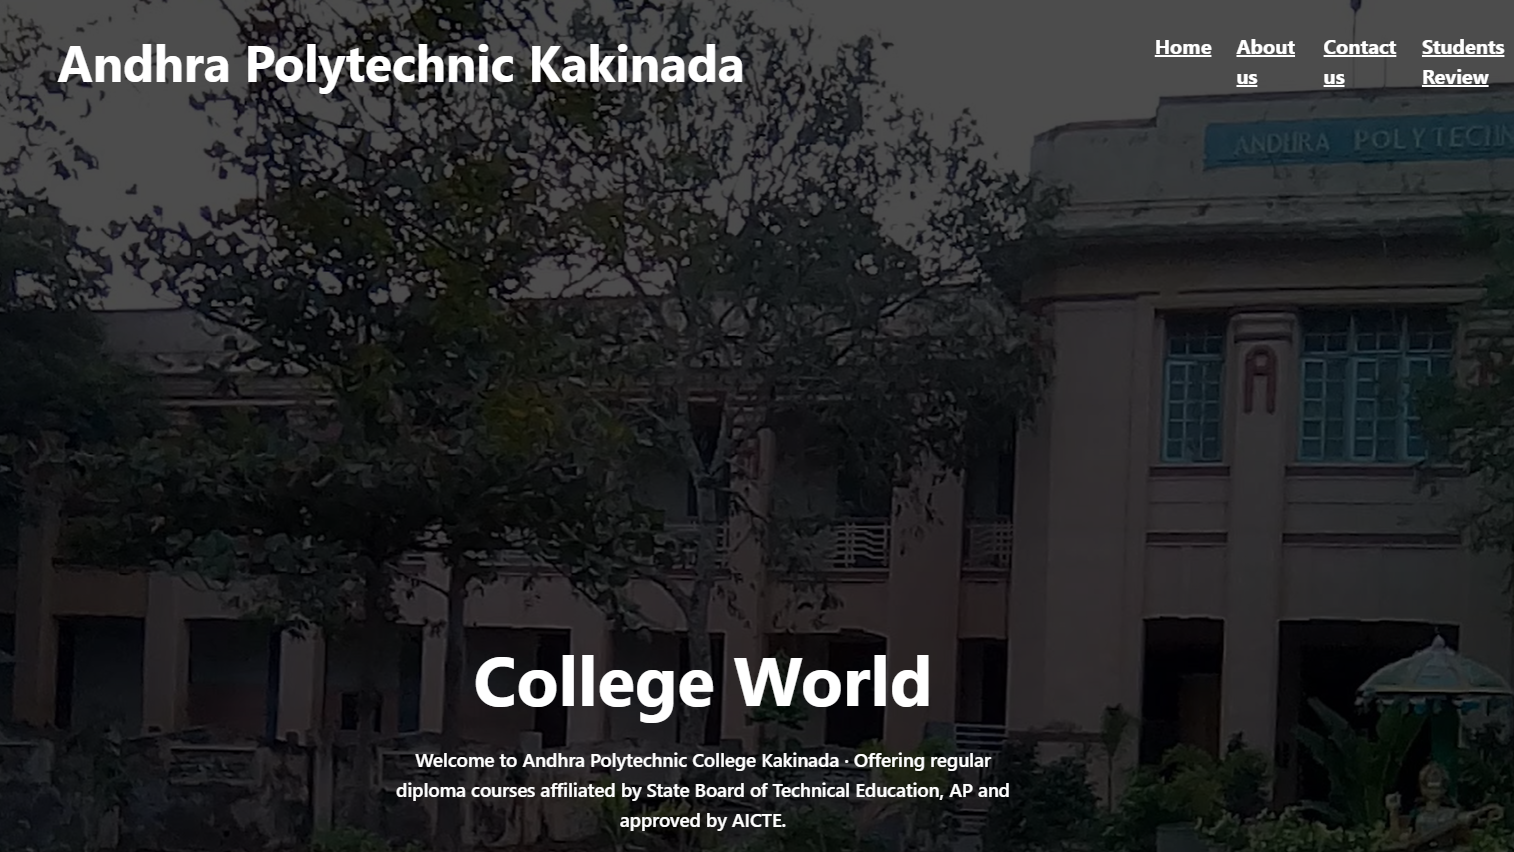 Andhra Polytechnic Kakinada
Home
About
us
Contact
us
Students
Review
ANDHRA POLYTECHN
A
College World
Welcome to Andhra Polytechnic College Kakinada · Offering regular
diploma courses affiliated by State Board of Technical Education, AP and
approved by AICTE.